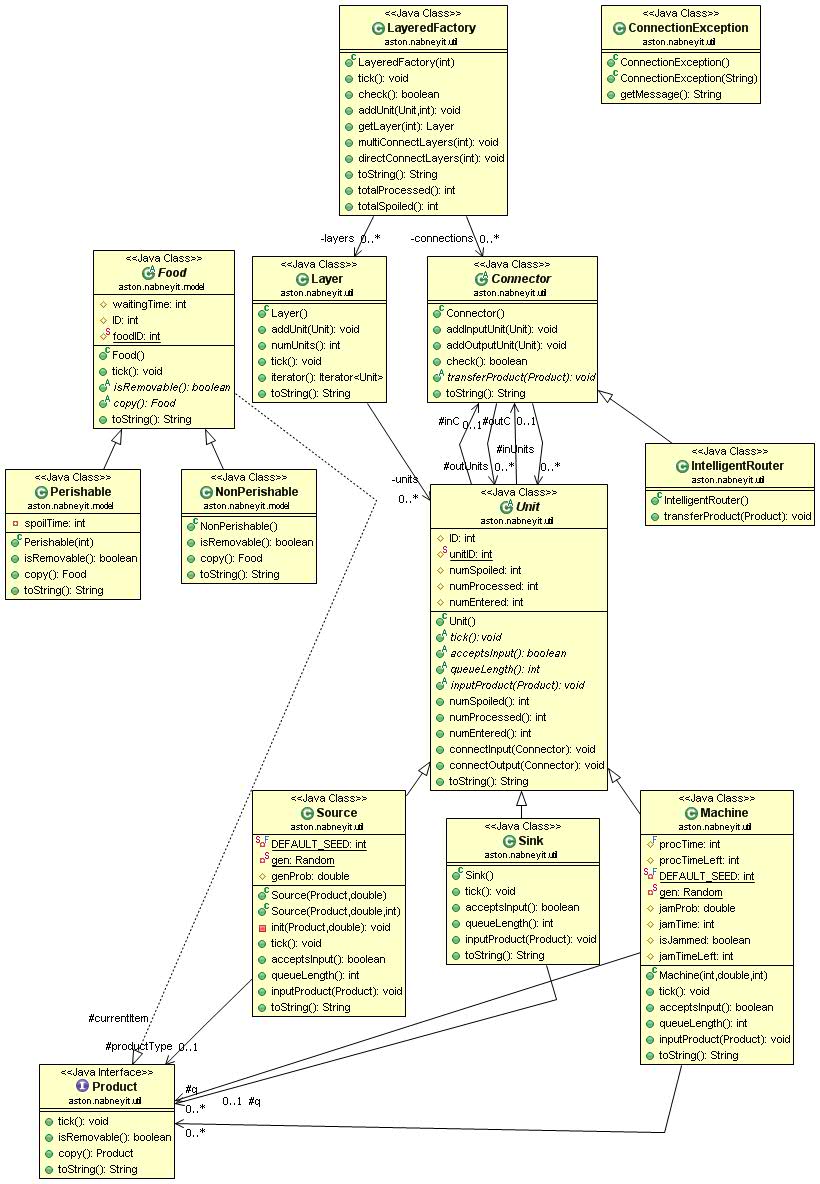 <<Java Class>>
LayeredFactory
aston.nabneyit.util
LayeredFactory(int)
tick(): void
check(): boolean
addUnit(Unit,int): void
getLayer(int): Layer
multiConnectLayers(int): void
directConnectLayers(int): void
toString(): String
totalProcessed(): int
totalSpoiled(): int
<<Java Class>>
ConnectionException
aston.nabneyit.util
ConnectionException()
ConnectionException(String)
getMessage(): String
-layers 0..*
-connections 0..*
<<Java Class>>
Food
aston.nabneyit.model
waitingTime: int
ID: int
foodID: int
Food()
tick(): void
isRemovable(): boolean
copy(): Food
toString(): String
<<Java Class>>
Layer
aston.nabneyit.util
Layer()
addUnit(Unit): void
numUnits(): int
tick(): void
iterator(): Iterator<Unit>
toString(): String
<<Java Class>>
Connector
aston.nabneyit.util
Connector()
addInputUnit(Unit): void
addOutputUnit(Unit): void
check(): boolean
transferProduct(Product): void
toString(): String
#inC 0..1
#outC 0..1
#inUnits
#outUnits 0..*
0..*
-units
0..*
<<Java Class>>
IntelligentRouter
aston.nabneyit.util
IntelligentRouter()
transferProduct(Product): void
<<Java Class>>
Perishable
aston.nabneyit.model
spoilTime: int
Perishable(int)
isRemovable(): boolean
copy(): Food
toString(): String
<<Java Class>>
NonPerishable
aston.nabneyit.model
NonPerishable()
isRemovable(): boolean
copy(): Food
toString(): String
<<Java Class>>
Unit
aston.nabneyit.util
ID: int
unitID: int
numSpoiled: int
numProcessed: int
numEntered: int
Unit()
tick(): void
acceptsInput(): boolean
queueLength(): int
inputProduct(Product): void
numSpoiled(): int
numProcessed(): int
numEntered(): int
connectInput(Connector): void
connectOutput(Connector): void
toString(): String
<<Java Class>>
Source
aston.nabneyit.util
DEFAULT_SEED: int
gen: Random
genProb: double
Source(Product,double)
Source(Product,double,int)
init(Product,double): void
tick(): void
acceptsInput(): boolean
queueLength(): int
inputProduct(Product): void
toString(): String
<<Java Class>>
Sink
aston.nabneyit.util
Sink()
tick(): void
acceptsInput(): boolean
queueLength(): int
inputProduct(Product): void
toString(): String
<<Java Class>>
Machine
aston.nabneyit.util
procTime: int
procTimeLeft: int
DEFAULT_SEED: int
gen: Random
jamProb: double
jamTime: int
isJammed: boolean
jamTimeLeft: int
Machine(int,double,int)
tick(): void
acceptsInput(): boolean
queueLength(): int
inputProduct(Product): void
toString(): String
#currentItem
#productType 0..1
<<Java Interface>>
Product
aston.nabneyit.util
tick(): void
isRemovable(): boolean
copy(): Product
toString(): String
#q
0..*
0..1 #q
0..*